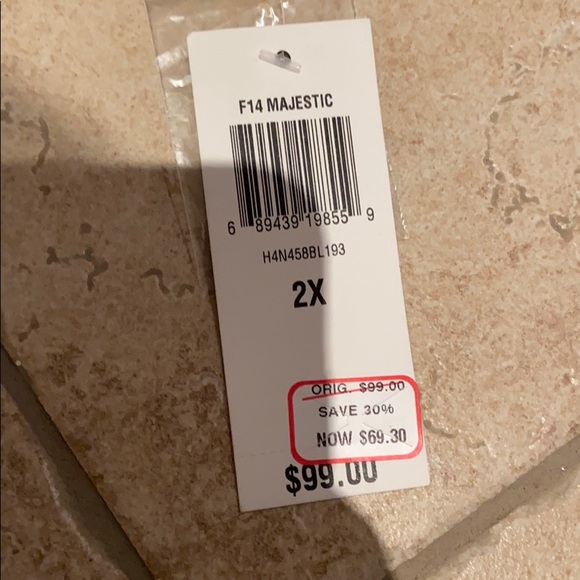 F14 MAJESTIC
6 89439 19855 9
H4N458BL193
2X
ORIG. $99.00
SAVE 30%
NOW $69.30
$99.00